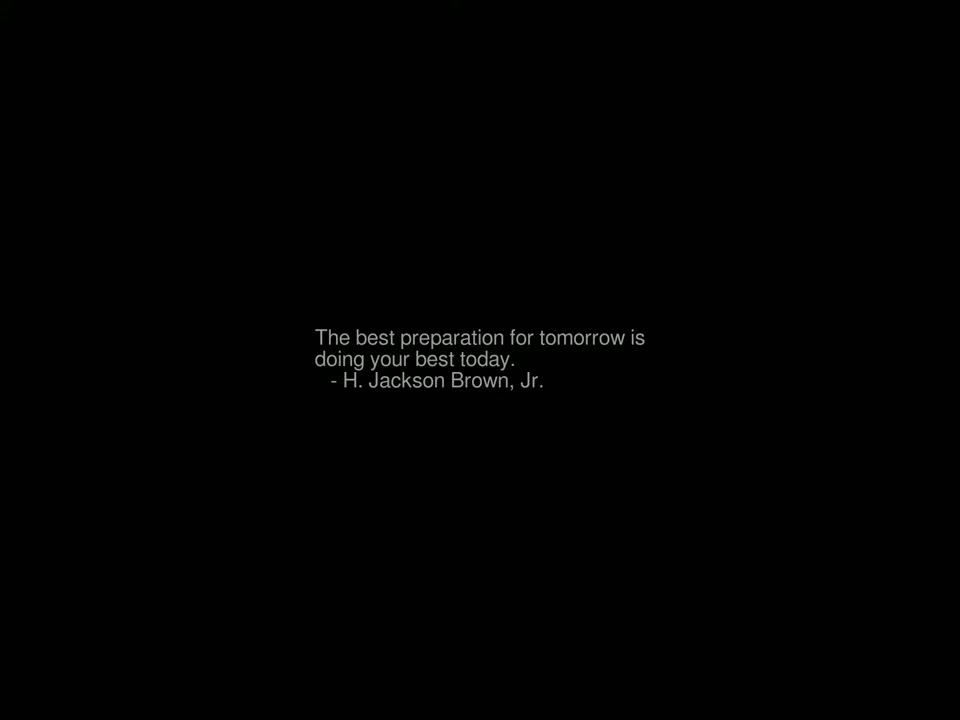 The best preparation for tomorrow is
doing your best today.
- H. Jackson Brown, Jr.